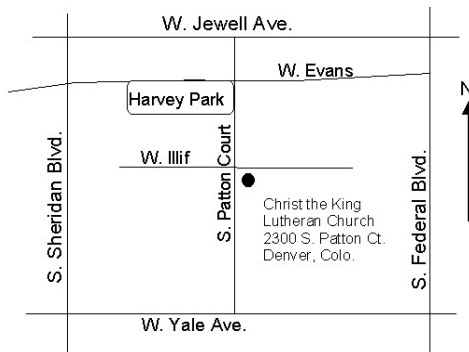 W. Jewell Ave.
W. Evans
N
Harvey Park
W. Illif
S. Sheridan Blvd.
S. Patton Court
S. Federal Blvd.
Christ the King
Lutheran Church
2300 S. Patton Ct.
Denver, Colo.
W. Yale Ave.